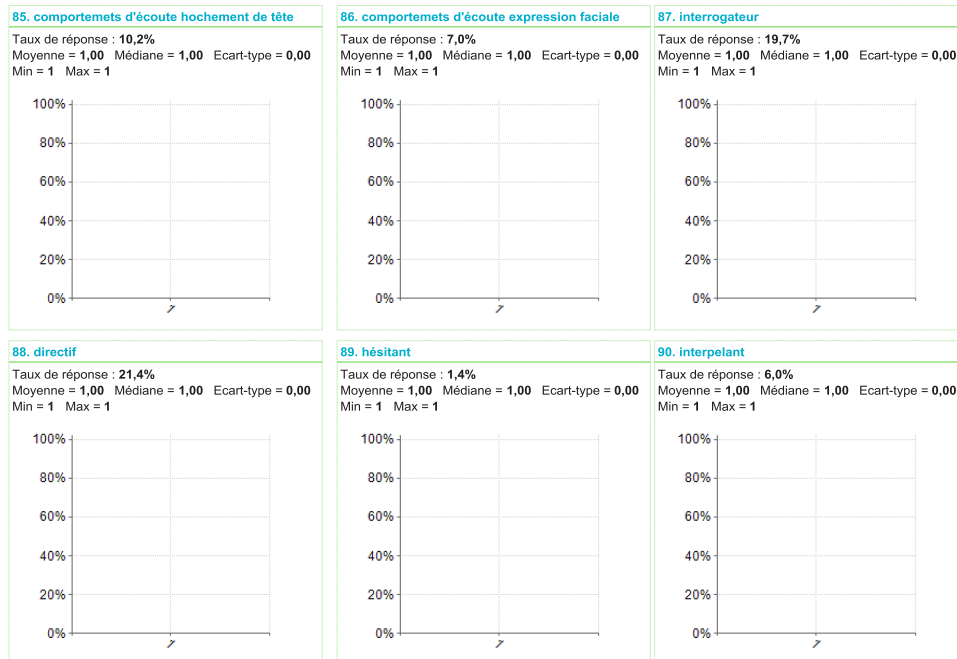 85. comportemets d'écoute hochement de tête
Taux de réponse : 10,2%
Moyenne = 1,00 Médiane = 1,00 Ecart-type = 0,00
Min = 1 Max = 1
100%
80%
60%
40%
20%
0%
1
86. comportemets d'écoute expression faciale
Taux de réponse : 7,0%
Moyenne = 1,00 Médiane = 1,00 Ecart-type = 0,00
Min = 1 Max = 1
100%
80%
60%
40%
20%
0%
1
87. interrogateur
Taux de réponse : 19,7%
Moyenne = 1,00 Médiane = 1,00 Ecart-type = 0,00
Min = 1 Max = 1
100%
80%
60%
40%
20%
0%
1
88. directif
Taux de réponse : 21,4%
Moyenne = 1,00 Médiane = 1,00 Ecart-type = 0,00
Min = 1 Max = 1
100%
80%
60%
40%
20%
0%
1
89. hésitant
Taux de réponse : 1,4%
Moyenne = 1,00 Médiane = 1,00 Ecart-type = 0,00
Min = 1 Max = 1
100%
80%
60%
40%
20%
0%
1
90. interpelant
Taux de réponse : 6,0%
Moyenne = 1,00 Médiane = 1,00 Ecart-type = 0,00
Min = 1 Max = 1
100%
80%
60%
40%
20%
0%
1